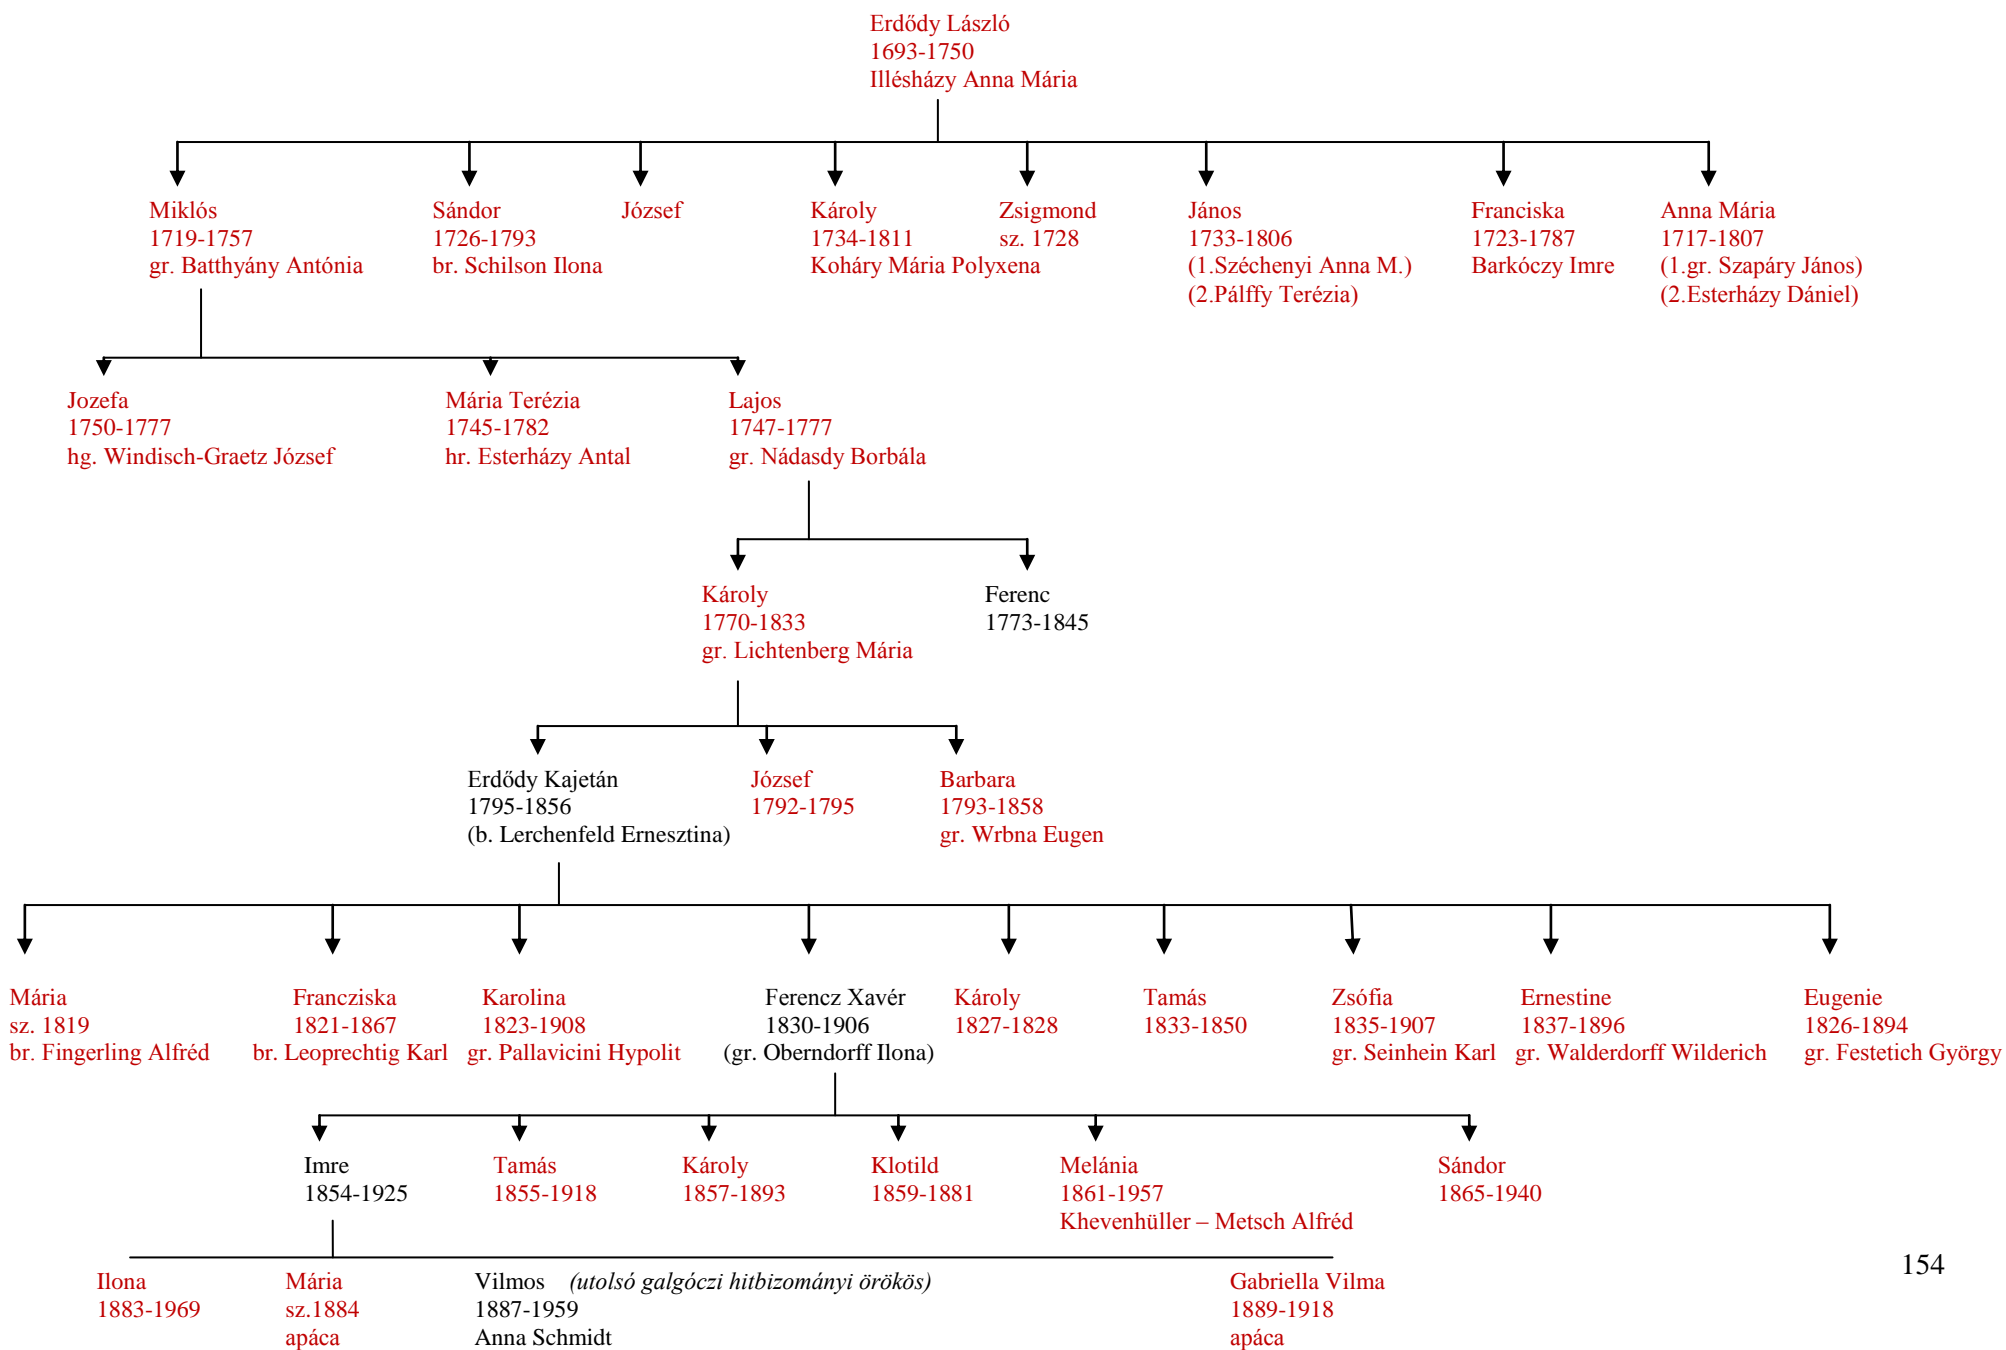 Erdődy László
1693-1750
Illésházy Anna Mária
Miklós
1719-1757
gr. Batthyány Antónia
Sándor
1726-1793
br. Schilson Ilona
József
Károly
1734-1811
Koháry Mária Polyxena
Zsigmond
sz. 1728
János
1733-1806
(1.Széchenyi Anna M.)
(2.Pálffy Terézia)
Franciska
1723-1787
Barkóczy Imre
Anna Mária
1717-1807
(1.gr. Szapáry János)
(2.Esterházy Dániel)
Jozefa
1750-1777
hg. Windisch-Graetz József
Mária Terézia
1745-1782
hr. Esterházy Antal
Lajos
1747-1777
gr. Nádasdy Borbála
Károly
1770-1833
gr. Lichtenberg Mária
Ferenc
1773-1845
Erdődy Kajetán
1795-1856
(b. Lerchenfeld Ernesztina)
József
1792-1795
Barbara
1793-1858
gr. Wrbna Eugen
Mária
sz. 1819
br. Fingerling Alfréd
Francziska
1821-1867
br. Leoprechtig Karl
Karolina
1823-1908
gr. Pallavicini Hypolit
Ferencz Xavér
1830-1906
(gr. Oberndorff Ilona)
Károly
1827-1828
Tamás
1833-1850
Zsófia
1835-1907
gr. Seinhein Karl
Ernestine
1837-1896
gr. Walderdorff Wilderich
Eugenie
1826-1894
gr. Festetich György
Imre
1854-1925
Tamás
1855-1918
Károly
1857-1893
Klotild
1859-1881
Melánia
1861-1957
Khevenhüller – Metsch Alfréd
Sándor
1865-1940
Ilona
1883-1969
Mária
sz.1884
apáca
Vilmos (utolsó galgóczi hitbizományi örökös)
1887-1959
Anna Schmidt
Gabriella Vilma
1889-1918
apáca
154